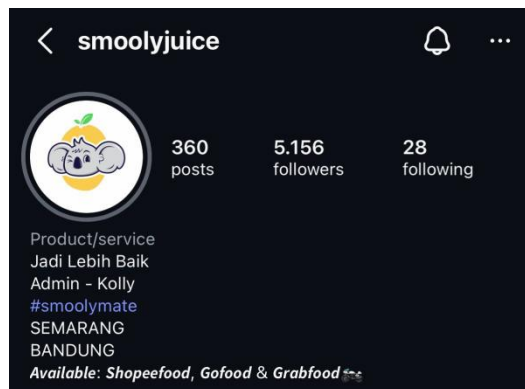 smoolyjuice
360 5.156 28
posts followers following
Product/service
Jadi Lebih Baik
Admin - Kolly
#smoolymate
SEMARANG
BANDUNG
Available: Shopeefood, Gofood & Grabfood🛵